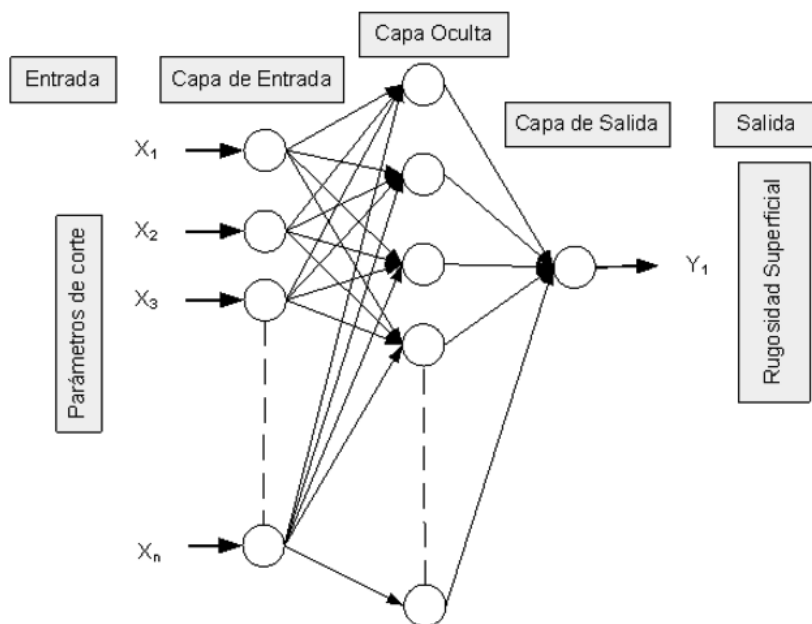 Capa Oculta
Entrada
Capa de Entrada
Capa de Salida
Salida
X₁
X₂
X₃
Xₙ
Parámetros de corte
Y₁
Rugosidad Superficial